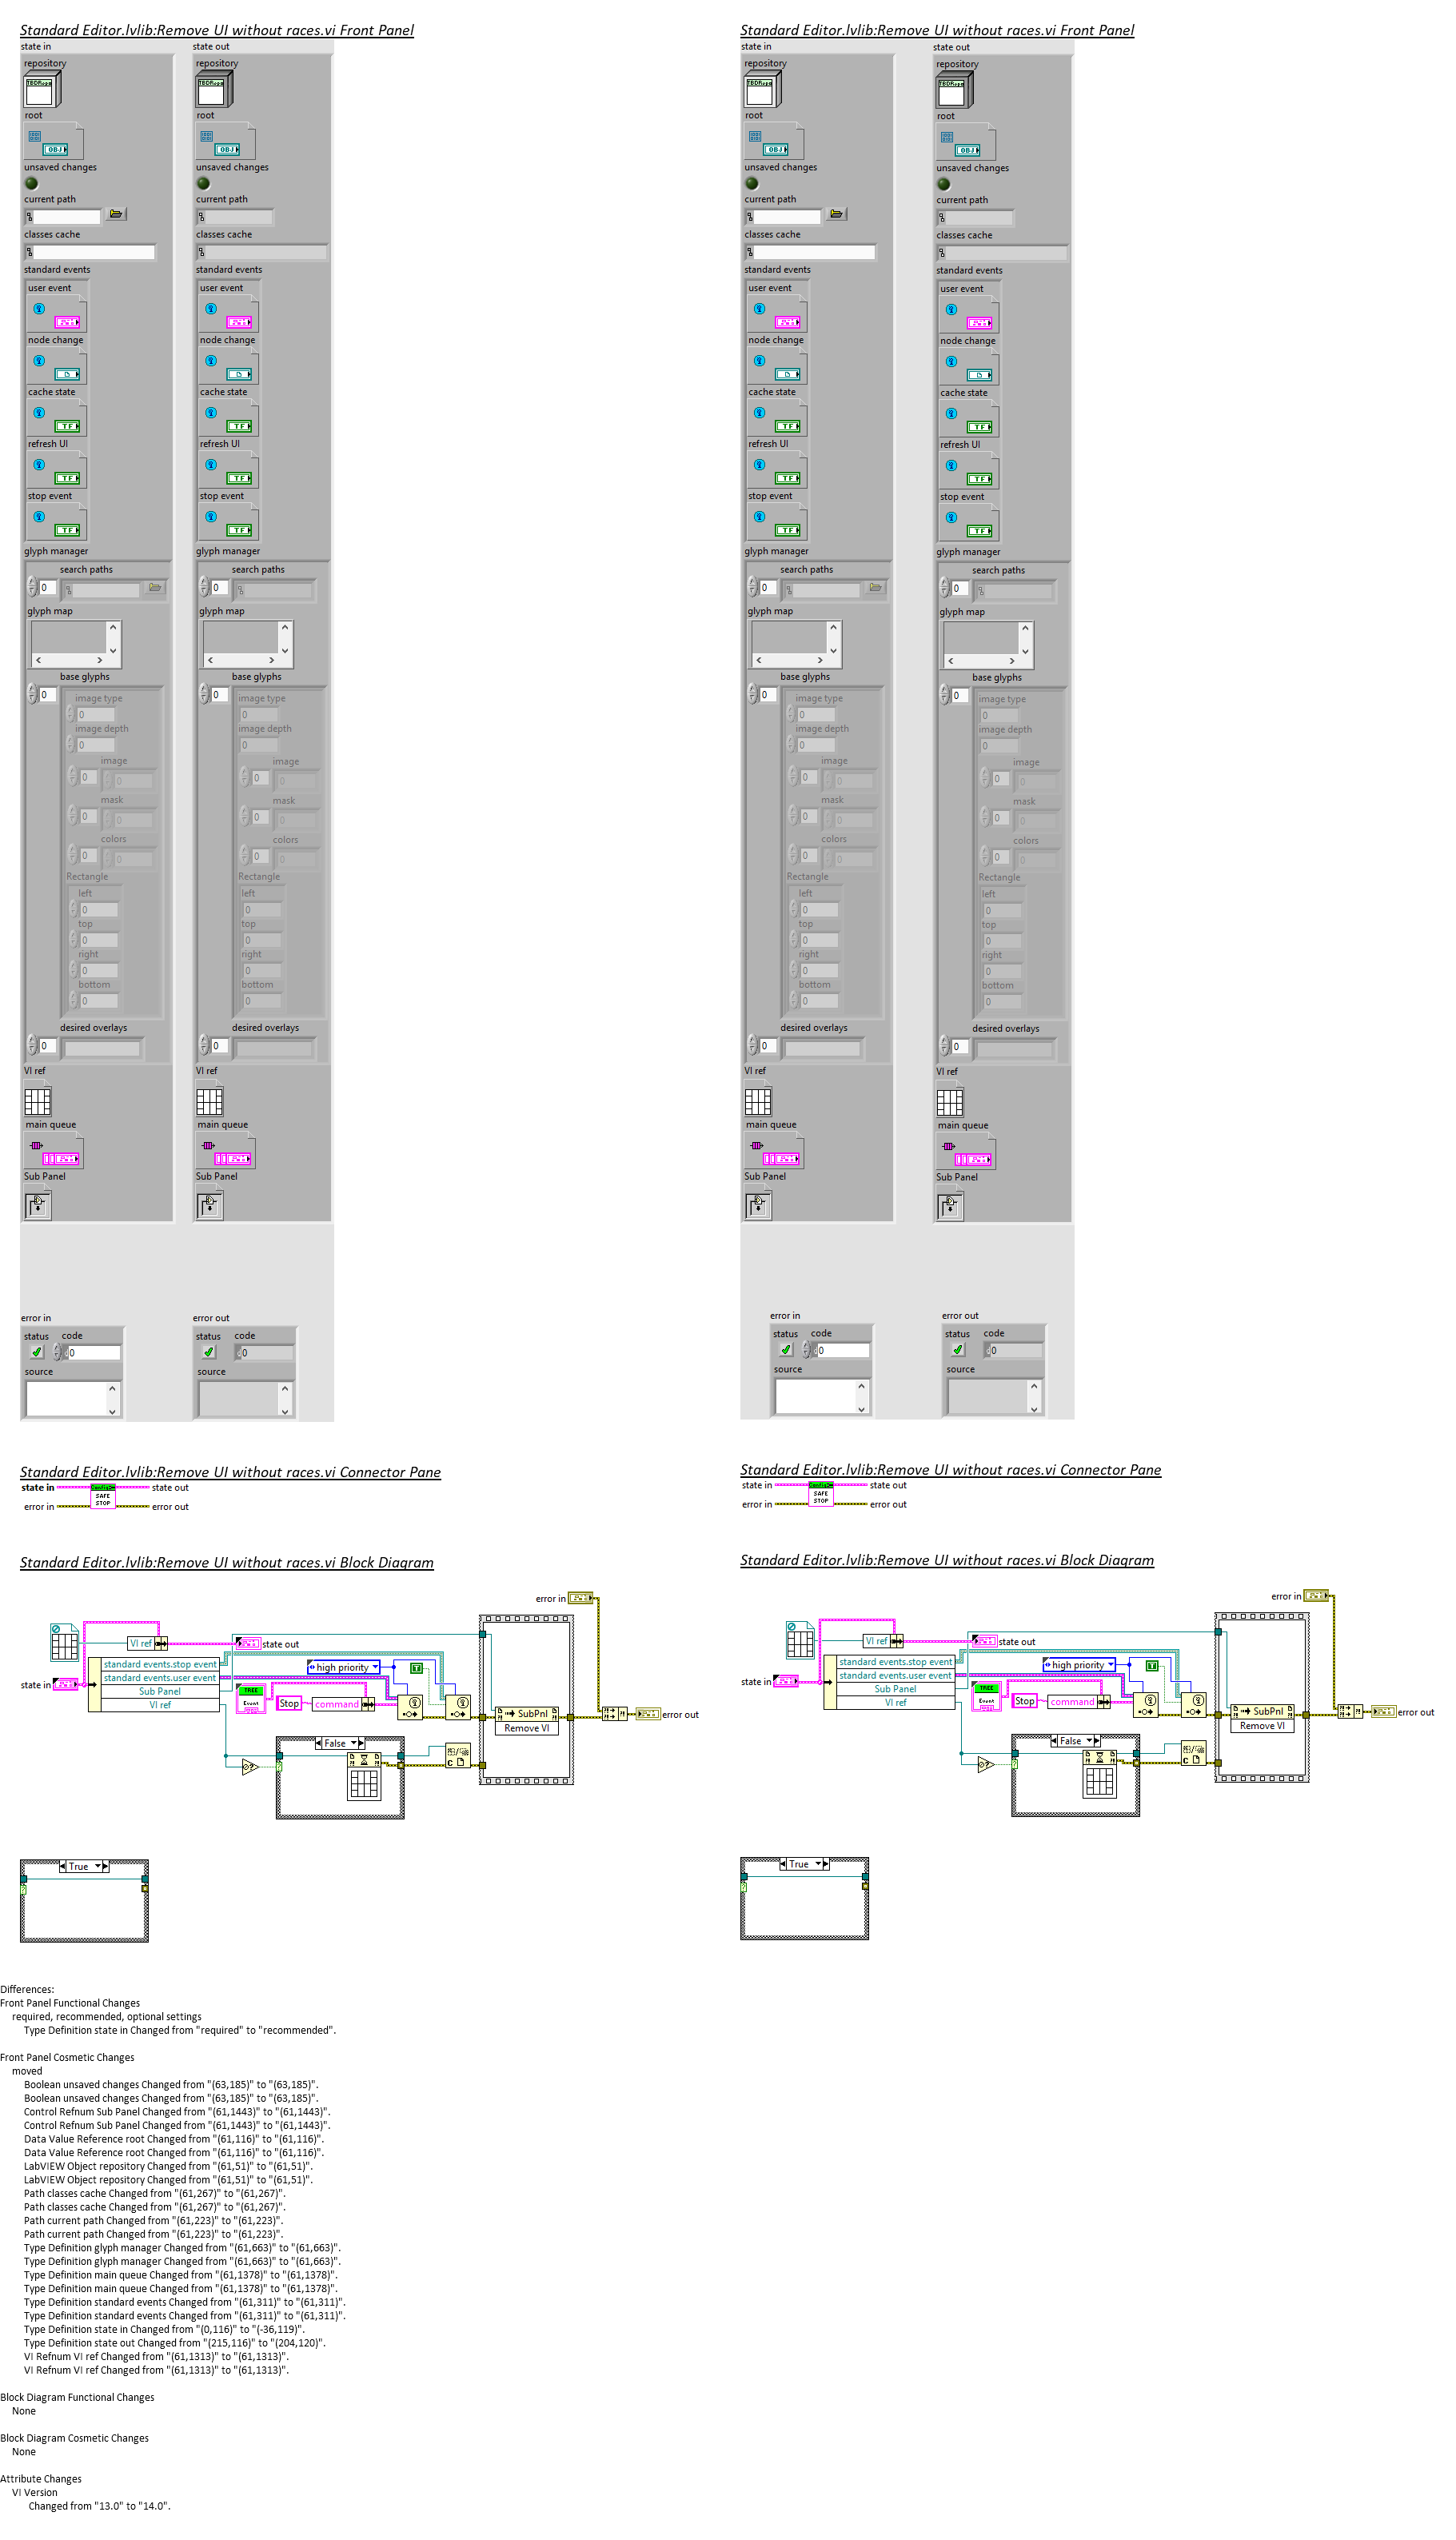 Standard Editor.lvlib:Remove UI without races.vi Front Panel
state in
state out
repository
repository
TBDRepo
TBDRepo
root
root
OBJ
OBJ
unsaved changes
unsaved changes
current path
current path
classes cache
classes cache
standard events
standard events
user event
user event
node change
node change
cache state
cache state
TF
TF
refresh UI
refresh UI
TF
TF
stop event
stop event
TF
TF
glyph manager
glyph manager
search paths
search paths
0
0
glyph map
glyph map
base glyphs
base glyphs
0
0
image type
image type
0
0
image depth
image depth
0
0
image
image
0 0
0 0
mask
mask
0 0
0 0
colors
colors
0 0
0 0
Rectangle
Rectangle
left
left
0
0
top
top
0
0
right
right
0
0
bottom
bottom
0
0
desired overlays
desired overlays
0
0
VI ref
VI ref
main queue
main queue
Sub Panel
Sub Panel
error in
error out
status code
status code
0
0
source
source
Standard Editor.lvlib:Remove UI without races.vi Connector Pane
state in
SAFE
STOP
state out
error in
error out
Standard Editor.lvlib:Remove UI without races.vi Block Diagram
error in
VI ref
state out
standard events.stop event
standard events.user event
Sub Panel
VI ref
state in
high priority
T
TREE
Event
Stop
command
SubPnl
Remove VI
error out
False
True
Standard Editor.lvlib:Remove UI without races.vi Front Panel
state in
state out
repository
repository
TBDRepo
TBDRepo
root
root
OBJ
OBJ
unsaved changes
unsaved changes
current path
current path
classes cache
classes cache
standard events
standard events
user event
user event
node change
node change
cache state
cache state
TF
TF
refresh UI
refresh UI
TF
TF
stop event
stop event
TF
TF
glyph manager
glyph manager
search paths
search paths
0
0
glyph map
glyph map
base glyphs
base glyphs
0
0
image type
image type
0
0
image depth
image depth
0
0
image
image
0 0
0 0
mask
mask
0 0
0 0
colors
colors
0 0
0 0
Rectangle
Rectangle
left
left
0
0
top
top
0
0
right
right
0
0
bottom
bottom
0
0
desired overlays
desired overlays
0
0
VI ref
VI ref
main queue
main queue
Sub Panel
Sub Panel
error in
error out
status code
status code
0
0
source
source
Standard Editor.lvlib:Remove UI without races.vi Connector Pane
state in
SAFE
STOP
state out
error in
error out
Standard Editor.lvlib:Remove UI without races.vi Block Diagram
error in
VI ref
state out
standard events.stop event
standard events.user event
Sub Panel
VI ref
state in
high priority
T
TREE
Event
Stop
command
SubPnl
Remove VI
error out
False
True
Differences:
Front Panel Functional Changes
required, recommended, optional settings
Type Definition state in Changed from "required" to "recommended".
Front Panel Cosmetic Changes
moved
Boolean unsaved changes Changed from "(63,185)" to "(63,185)".
Boolean unsaved changes Changed from "(63,185)" to "(63,185)".
Control Refnum Sub Panel Changed from "(61,1443)" to "(61,1443)".
Control Refnum Sub Panel Changed from "(61,1443)" to "(61,1443)".
Data Value Reference root Changed from "(61,116)" to "(61,116)".
Data Value Reference root Changed from "(61,116)" to "(61,116)".
LabVIEW Object repository Changed from "(61,51)" to "(61,51)".
LabVIEW Object repository Changed from "(61,51)" to "(61,51)".
Path classes cache Changed from "(61,267)" to "(61,267)".
Path classes cache Changed from "(61,267)" to "(61,267)".
Path current path Changed from "(61,223)" to "(61,223)".
Path current path Changed from "(61,223)" to "(61,223)".
Type Definition glyph manager Changed from "(61,663)" to "(61,663)".
Type Definition glyph manager Changed from "(61,663)" to "(61,663)".
Type Definition main queue Changed from "(61,1378)" to "(61,1378)".
Type Definition main queue Changed from "(61,1378)" to "(61,1378)".
Type Definition standard events Changed from "(61,311)" to "(61,311)".
Type Definition standard events Changed from "(61,311)" to "(61,311)".
Type Definition state in Changed from "(0,116)" to "(-36,119)".
Type Definition state out Changed from "(215,116)" to "(204,120)".
VI Refnum VI ref Changed from "(61,1313)" to "(61,1313)".
VI Refnum VI ref Changed from "(61,1313)" to "(61,1313)".
Block Diagram Functional Changes
None
Block Diagram Cosmetic Changes
None
Attribute Changes
VI Version
Changed from "13.0" to "14.0".